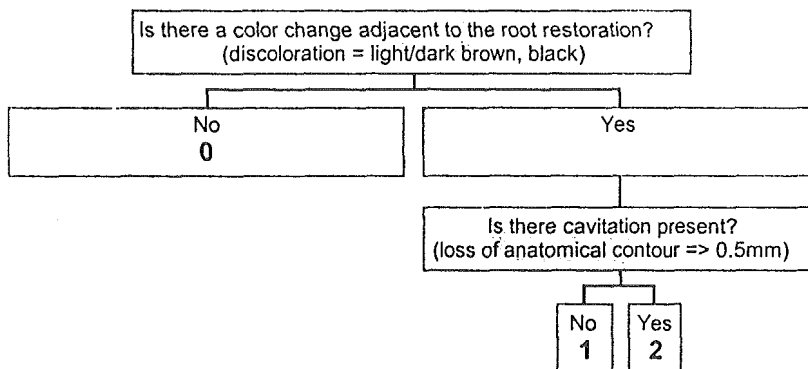 Is there a color change adjacent to the root restoration?
(discoloration = light/dark brown, black)
No
0
Yes
Is there cavitation present?
(loss of anatomical contour => 0.5mm)
No
1
Yes
2